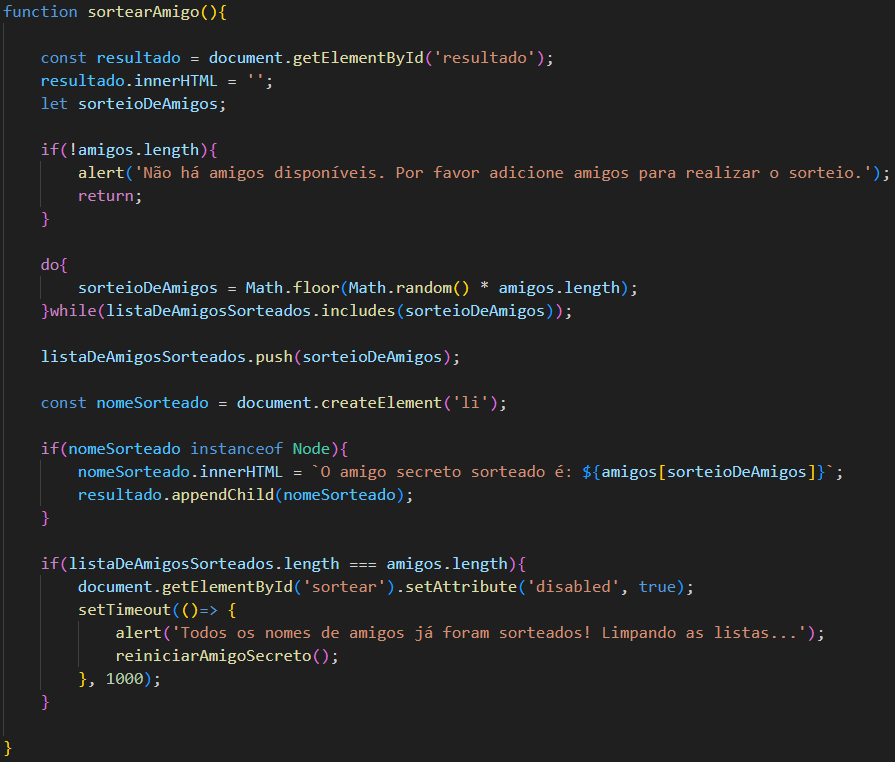 function sortearAmigo(){
const resultado = document.getElementById('resultado');
resultado.innerHTML = '';
let sorteioDeAmigos;
if(!amigos.length){
alert('Não há amigos disponíveis. Por favor adicione amigos para realizar o sorteio.');
return;
}
do{
sorteioDeAmigos = Math.floor(Math.random() * amigos.length);
}while(listaDeAmigosSorteados.includes(sorteioDeAmigos));
listaDeAmigosSorteados.push(sorteioDeAmigos);
const nomeSorteado = document.createElement('li');
if(nomeSorteado instanceof Node){
nomeSorteado.innerHTML = `O amigo secreto sorteado é: ${amigos[sorteioDeAmigos]}`;
resultado.appendChild(nomeSorteado);
}
if(listaDeAmigosSorteados.length === amigos.length){
document.getElementById('sortear').setAttribute('disabled', true);
setTimeout(()=> {
alert('Todos os nomes de amigos já foram sorteados! Limpando as listas...');
reiniciarAmigoSecreto();
}, 1000);
}
}